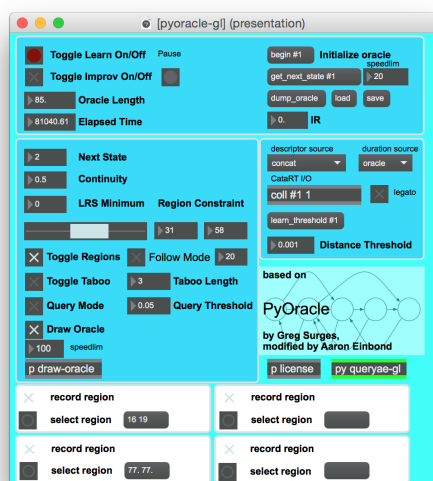 [pyoracle-gl] (presentation)
Toggle Learn On/Off Pause
Toggle Improv On/Off
85. Oracle Length
81040.61 Elapsed Time
begin #1 Initialize oracle
speedlim
get_next_state #1 20
dump_oracle load save
0. IR
2 Next State
0.5 Continuity
0 LRS Minimum Region Constraint
31 58
Toggle Regions Follow Mode 20
Toggle Taboo 3 Taboo Length
Query Mode 0.05 Query Threshold
Draw Oracle
100 speedlim
p draw-oracle
descriptor source duration source
concat oracle
CataRT I/O
coll #1 1 legato
learn_threshold #1
0.001 Distance Threshold
based on
PyOracle
by Greg Surges,
modified by Aaron Einbond
p license py queryae-gl
record region record region
select region 16 19 select region
record region record region
select region 77. 77. select region